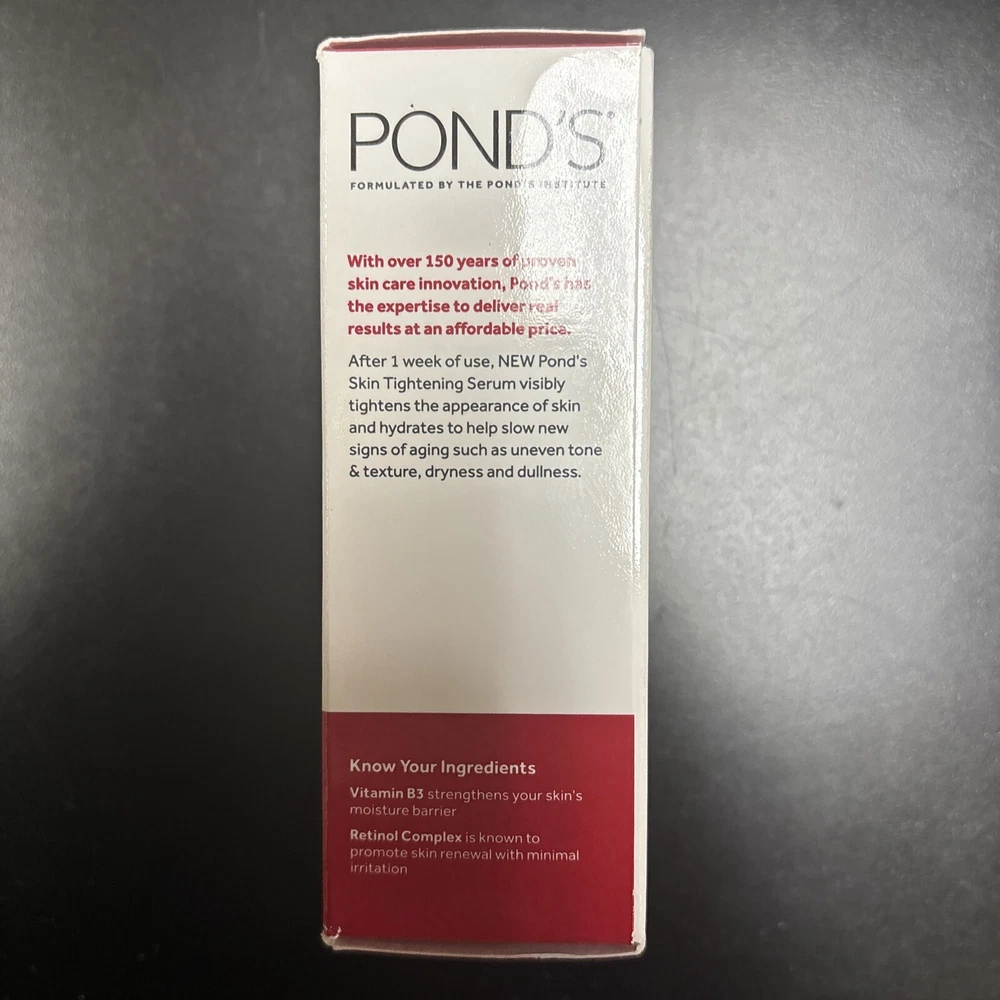 POND'S
FORMULATED BY THE POND'S INSTITUTE
With over 150 years of proven
skin care innovation, Pond's has
the expertise to deliver real
results at an affordable price.
After 1 week of use, NEW Pond's
Skin Tightening Serum visibly
tightens the appearance of skin
and hydrates to help slow new
signs of aging such as uneven tone
& texture, dryness and dullness.
Know Your Ingredients
Vitamin B3 strengthens your skin's
moisture barrier
Retinol Complex is known to
promote skin renewal with minimal
irritation